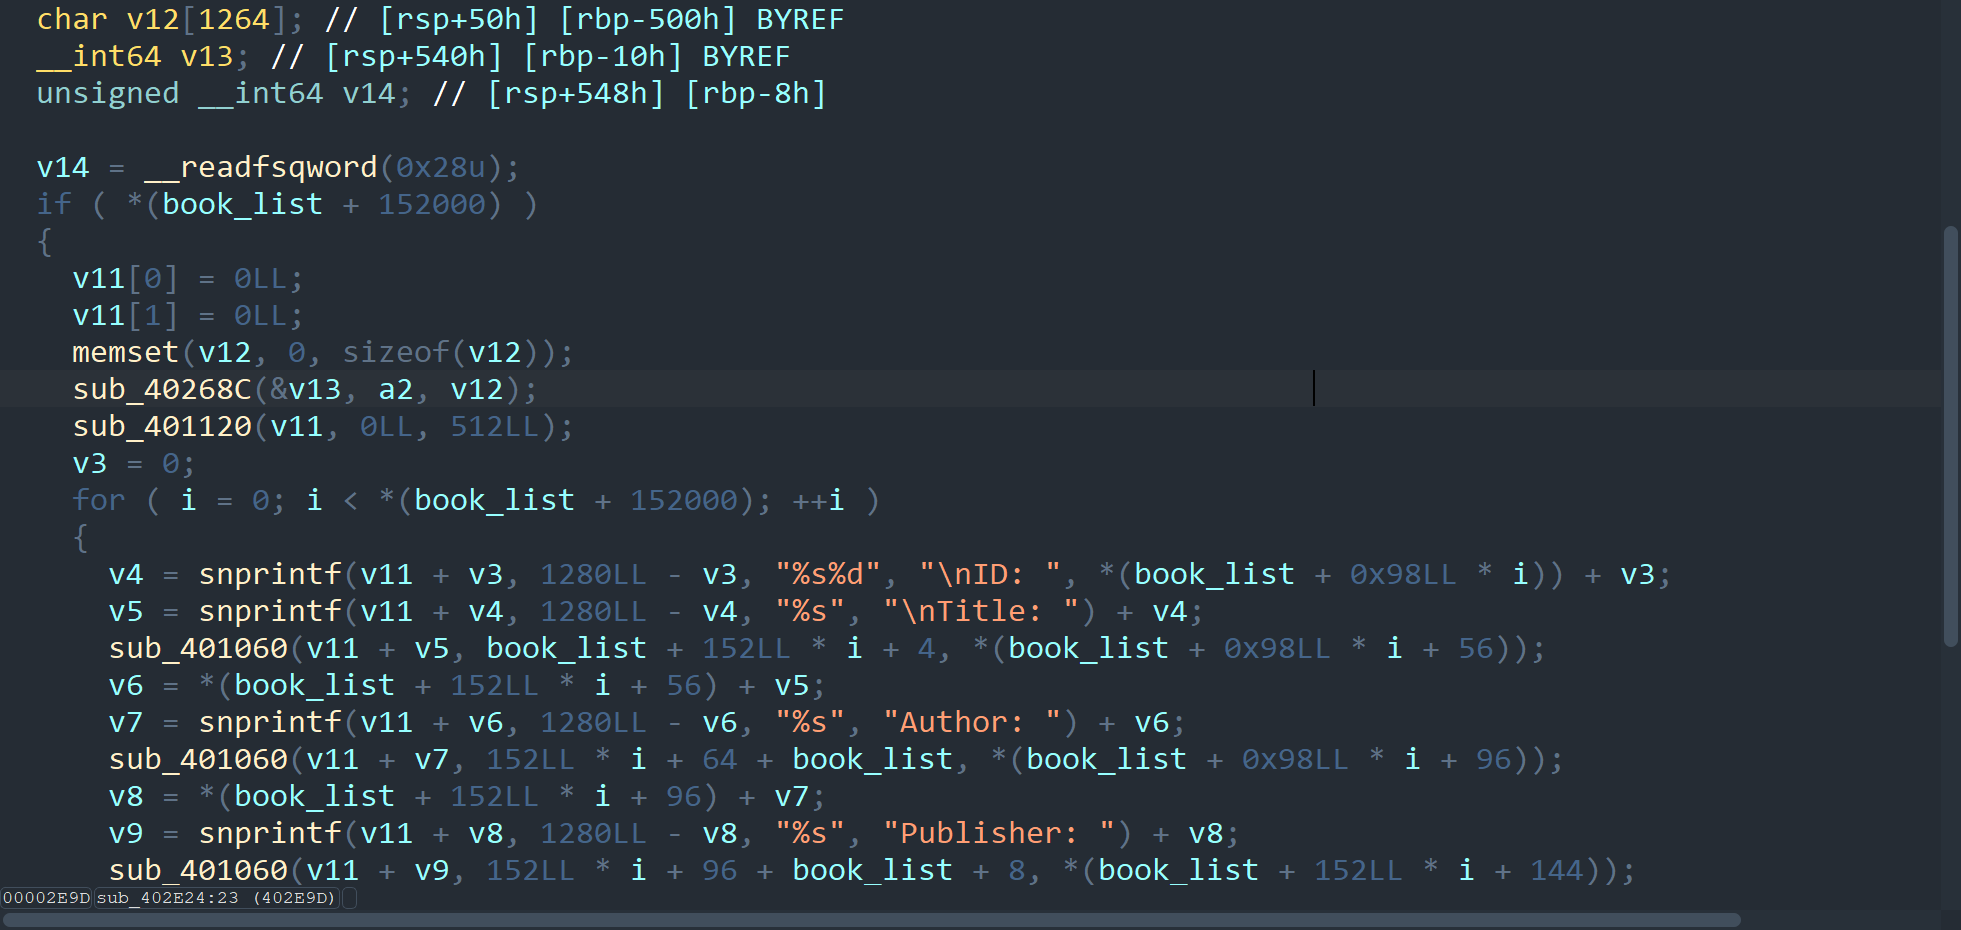 char v12[1264]; // [rsp+50h] [rbp-500h] BYREF
__int64 v13; // [rsp+540h] [rbp-10h] BYREF
unsigned __int64 v14; // [rsp+548h] [rbp-8h]
v14 = __readfsqword(0x28u);
if ( *(book_list + 152000) )
{
v11[0] = 0LL;
v11[1] = 0LL;
memset(v12, 0, sizeof(v12));
sub_40268C(&v13, a2, v12);
sub_401120(v11, 0LL, 512LL);
v3 = 0;
for ( i = 0; i < *(book_list + 152000); ++i )
{
v4 = snprintf(v11 + v3, 1280LL - v3, "%s%d", "\nID: ", *(book_list + 0x98LL * i)) + v3;
v5 = snprintf(v11 + v4, 1280LL - v4, "%s", "\nTitle: ") + v4;
sub_401060(v11 + v5, book_list + 152LL * i + 4, *(book_list + 0x98LL * i + 56));
v6 = *(book_list + 152LL * i + 56) + v5;
v7 = snprintf(v11 + v6, 1280LL - v6, "%s", "Author: ") + v6;
sub_401060(v11 + v7, 152LL * i + 64 + book_list, *(book_list + 0x98LL * i + 96));
v8 = *(book_list + 152LL * i + 96) + v7;
v9 = snprintf(v11 + v8, 1280LL - v8, "%s", "Publisher: ") + v8;
sub_401060(v11 + v9, 152LL * i + 96 + book_list + 8, *(book_list + 152LL * i + 144));
00002E9D sub_402E24:23 (402E9D)